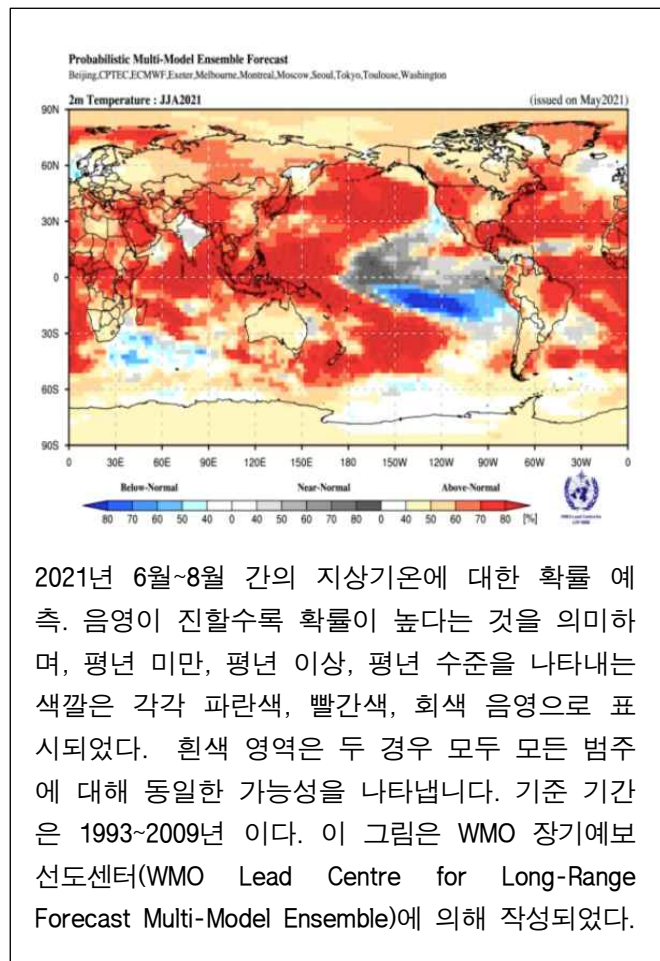 Probabilistic Multi-Model Ensemble Forecast
Beijing,CPTEC,ECMWF,Exeter,Melbourne,Montreal,Moscow,Seoul,Tokyo,Toulouse,Washington
2m Temperature : JJA2021 (issued on May2021)
90N
60N
30N
0
30S
60S
90S
0 30E 60E 90E 120E 150E 180 150W 120W 90W 60W 30W 0
Below-Normal Near-Normal Above-Normal
80 70 60 50 40 0 40 50 60 70 80 0 40 50 60 70 80 [%]
2021년 6월~8월 간의 지상기온에 대한 확률 예
측. 음영이 진할수록 확률이 높다는 것을 의미하
며, 평년 미만, 평년 이상, 평년 수준을 나타내는
색깔은 각각 파란색, 빨간색, 회색 음영으로 표
시되었다. 흰색 영역은 두 경우 모두 모든 범주
에 대해 동일한 가능성을 나타냅니다. 기준 기간
은 1993~2009년 이다. 이 그림은 WMO 장기예보
선도센터(WMO Lead Centre for Long-Range
Forecast Multi-Model Ensemble)에 의해 작성되었다.